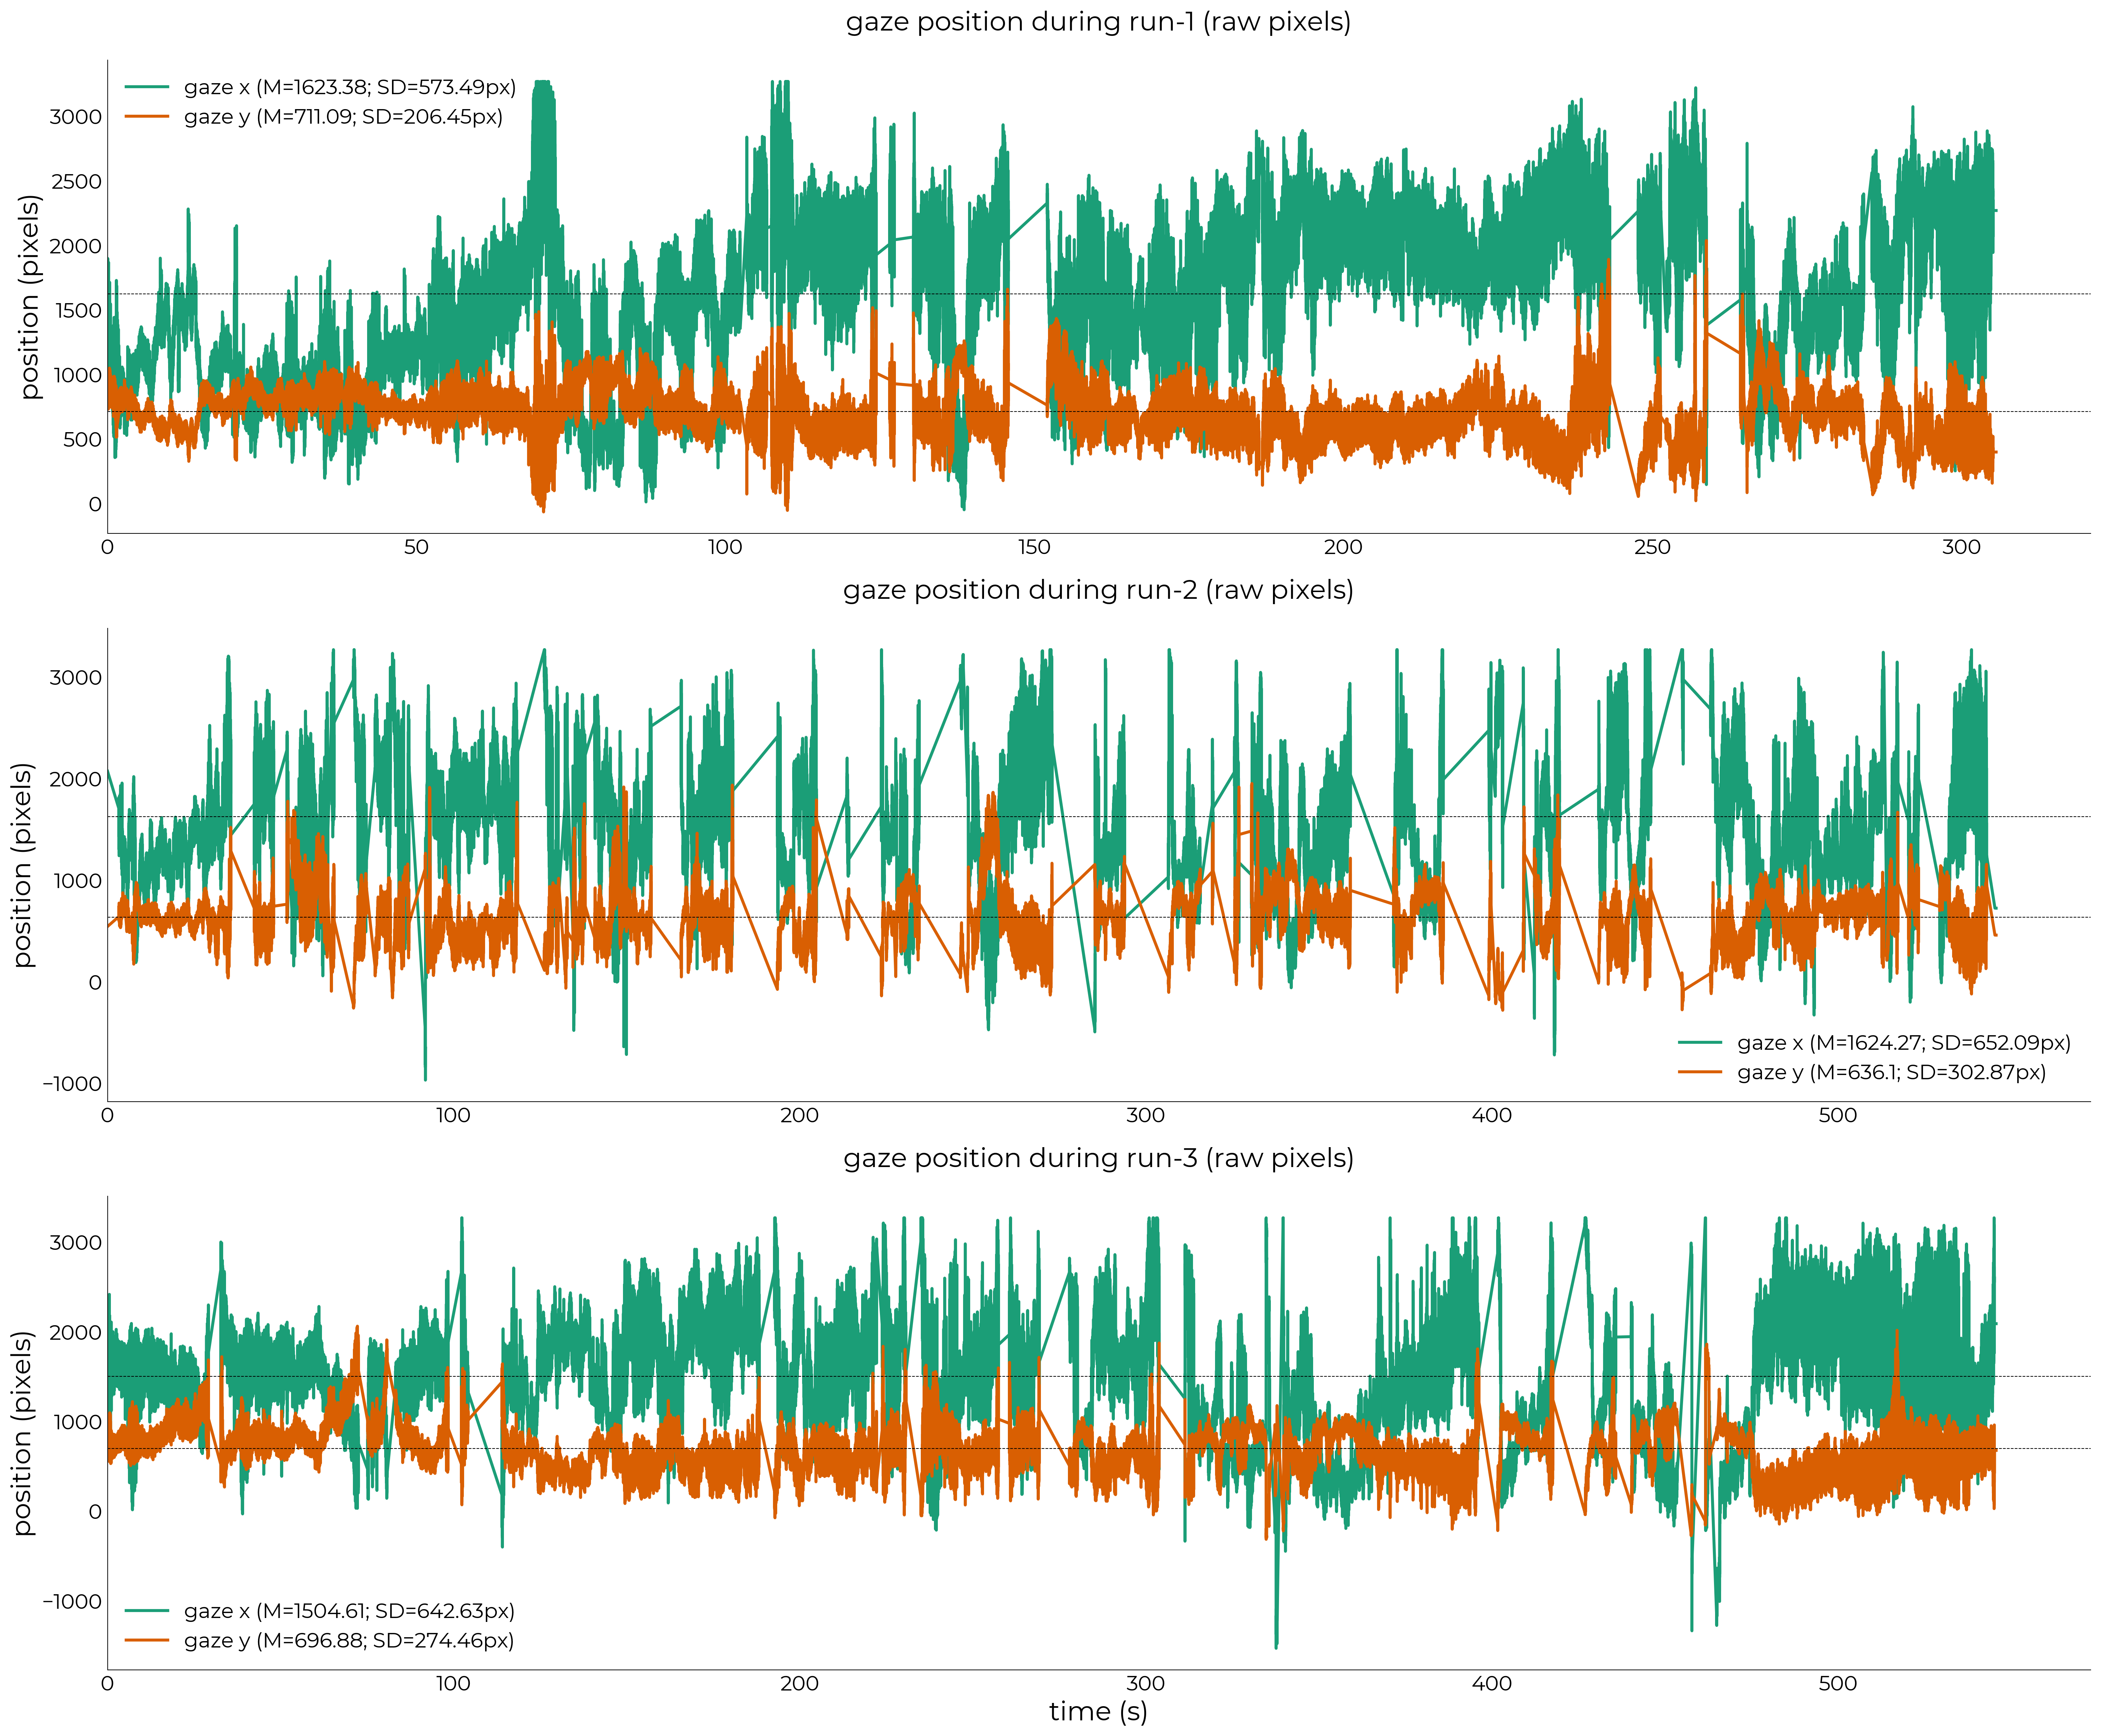 gaze position during run-1 (raw pixels)
gaze x (M=1623.38; SD=573.49px)
gaze y (M=711.09; SD=206.45px)
position (pixels)
3000
2500
2000
1500
1000
500
0
0 50 100 150 200 250 300
gaze position during run-2 (raw pixels)
position (pixels)
3000
2000
1000
0
−1000
gaze x (M=1624.27; SD=652.09px)
gaze y (M=636.1; SD=302.87px)
0 100 200 300 400 500
gaze position during run-3 (raw pixels)
position (pixels)
3000
2000
1000
0
−1000
gaze x (M=1504.61; SD=642.63px)
gaze y (M=696.88; SD=274.46px)
0 100 200 300 400 500
time (s)